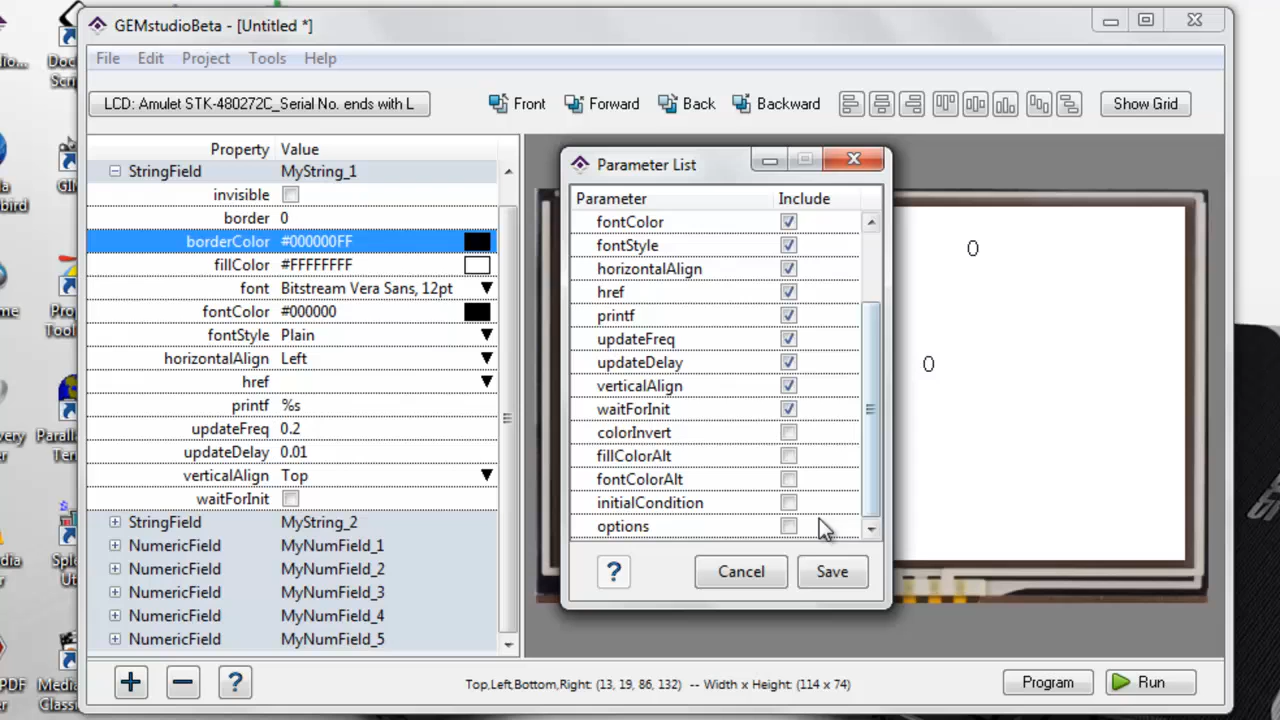 GEMstudioBeta - [Untitled *]
File Edit Project Tools Help
LCD: Amulet STK-480272C_Serial No. ends with L
Front Forward Back Backward Show Grid
Property Value
StringField MyString_1
invisible
border 0
borderColor #000000FF
fillColor #FFFFFFFF
font Bitstream Vera Sans, 12pt
fontColor #000000
fontStyle Plain
horizontalAlign Left
href
printf %s
updateFreq 0.2
updateDelay 0.01
verticalAlign Top
waitForInit
StringField MyString_2
NumericField MyNumField_1
NumericField MyNumField_2
NumericField MyNumField_3
NumericField MyNumField_4
NumericField MyNumField_5
Parameter List
Parameter Include
fontColor
fontStyle
horizontalAlign
href
printf
updateFreq
updateDelay
verticalAlign
waitForInit
colorInvert
fillColorAlt
fontColorAlt
initialCondition
options
? Cancel Save
0
0
+ − ?
Top,Left,Bottom,Right: (13, 19, 86, 132) -- Width x Height: (114 x 74)
Program Run